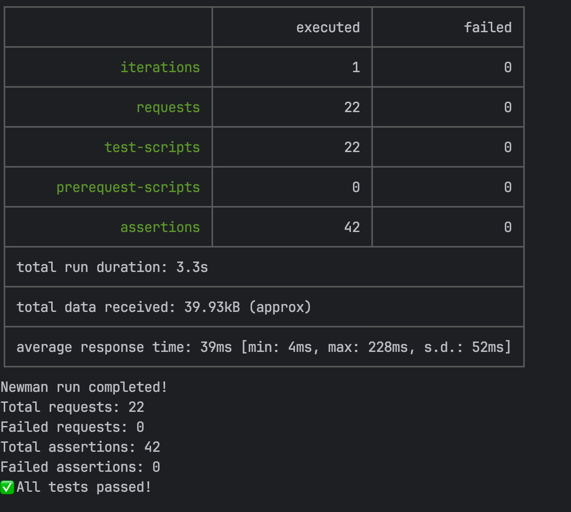 executed failed
iterations 1 0
requests 22 0
test-scripts 22 0
prerequest-scripts 0 0
assertions 42 0
total run duration: 3.3s
total data received: 39.93kB (approx)
average response time: 39ms [min: 4ms, max: 228ms, s.d.: 52ms]
Newman run completed!
Total requests: 22
Failed requests: 0
Total assertions: 42
Failed assertions: 0
✅All tests passed!